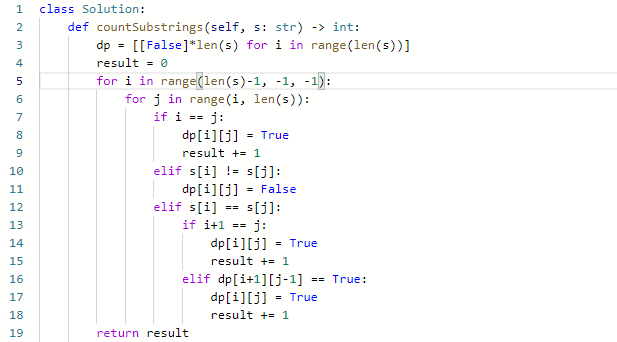 1 class Solution:
2     def countSubstrings(self, s: str) -> int:
3         dp = [[False]*len(s) for i in range(len(s))]
4         result = 0
5         for i in range(len(s)-1, -1, -1):
6             for j in range(i, len(s)):
7                 if i == j:
8                     dp[i][j] = True
9                     result += 1
10                 elif s[i] != s[j]:
11                     dp[i][j] = False
12                 elif s[i] == s[j]:
13                     if i+1 == j:
14                         dp[i][j] = True
15                         result += 1
16                     elif dp[i+1][j-1] == True:
17                         dp[i][j] = True
18                         result += 1
19         return result